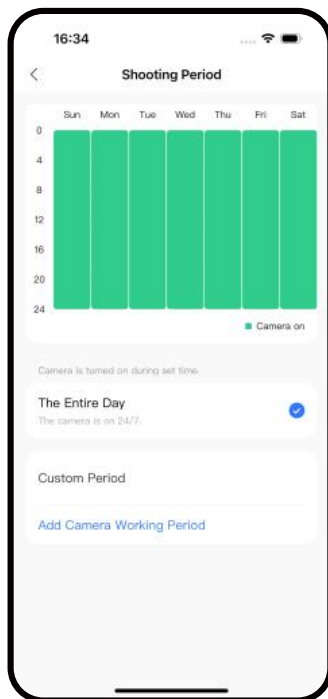 16:34
Shooting Period
Sun Mon Tue Wed Thu Fri Sat
0
4
8
12
16
20
24
Camera on
Camera is turned on during set time.
The Entire Day
The camera is on 24/7.
Custom Period
Add Camera Working Period